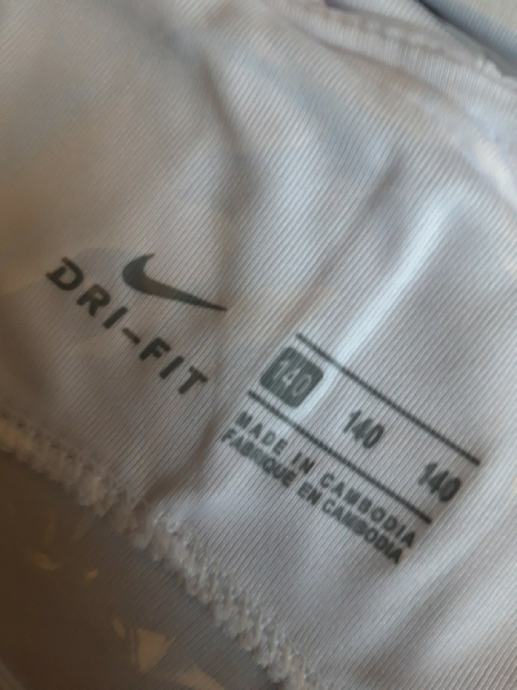 DRI-FIT
140 140 140
MADE IN CAMBODIA
FABRIQUÉ EN CAMBODIA